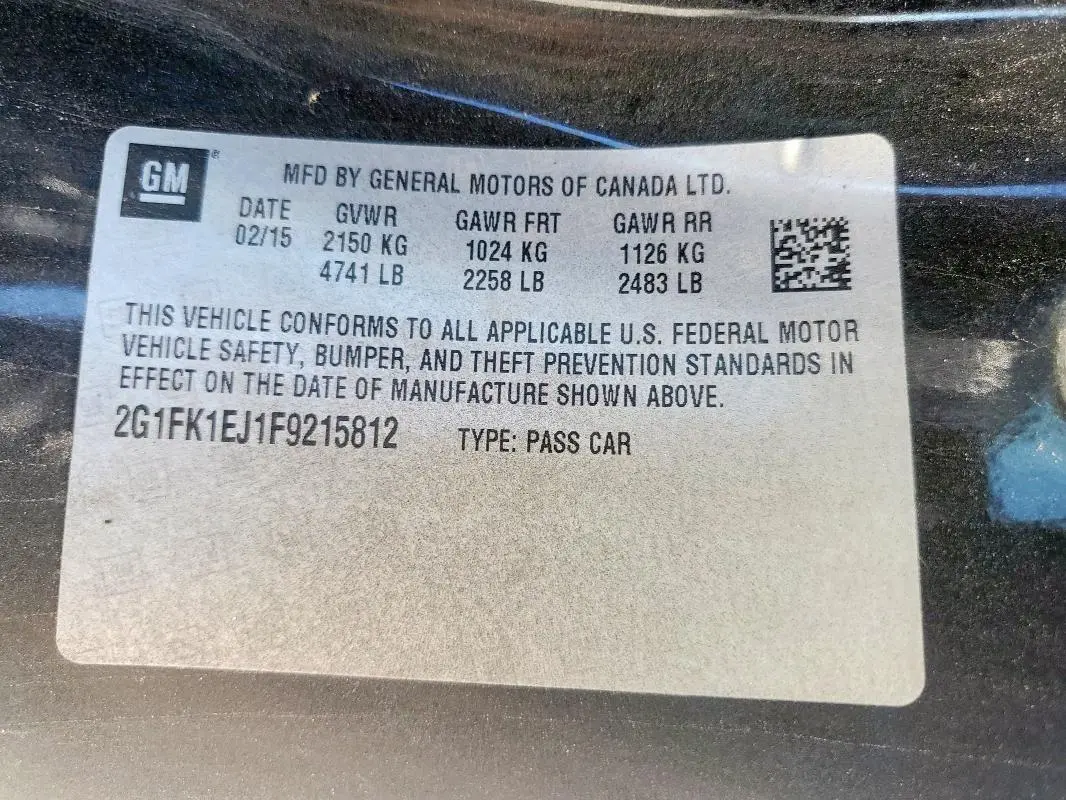 GM®
MFD BY GENERAL MOTORS OF CANADA LTD.
DATE GVWR GAWR FRT GAWR RR
02/15 2150 KG 1024 KG 1126 KG
4741 LB 2258 LB 2483 LB
THIS VEHICLE CONFORMS TO ALL APPLICABLE U.S. FEDERAL MOTOR
VEHICLE SAFETY, BUMPER, AND THEFT PREVENTION STANDARDS IN
EFFECT ON THE DATE OF MANUFACTURE SHOWN ABOVE.
2G1FK1EJ1F9215812 TYPE: PASS CAR